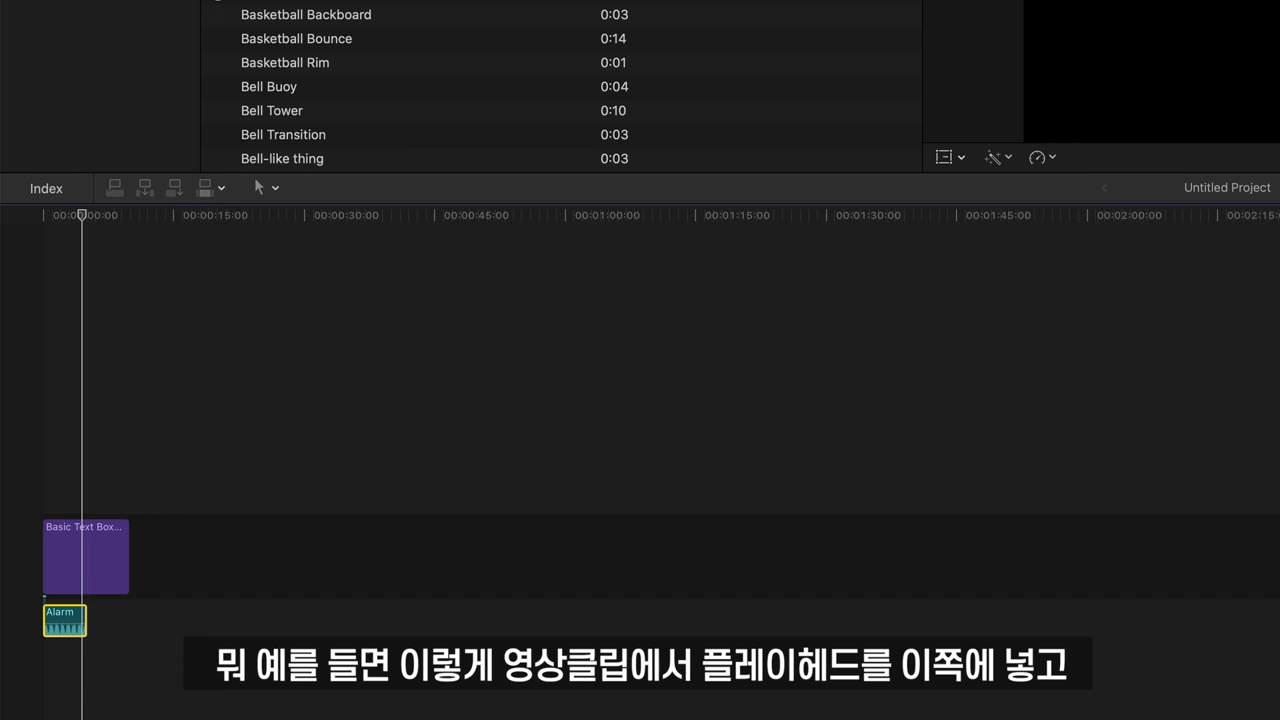 Basketball Backboard 0:03
Basketball Bounce 0:14
Basketball Rim 0:01
Bell Buoy 0:04
Bell Tower 0:10
Bell Transition 0:03
Bell-like thing 0:03
Index
Untitled Project
00:00:00:00 00:00:15:00 00:00:30:00 00:00:45:00 00:01:00:00 00:01:15:00 00:01:30:00 00:01:45:00 00:02:00:00 00:02:15:0
Basic Text Box...
Alarm
뭐 예를 들면 이렇게 영상클립에서 플레이헤드를 이쪽에 넣고